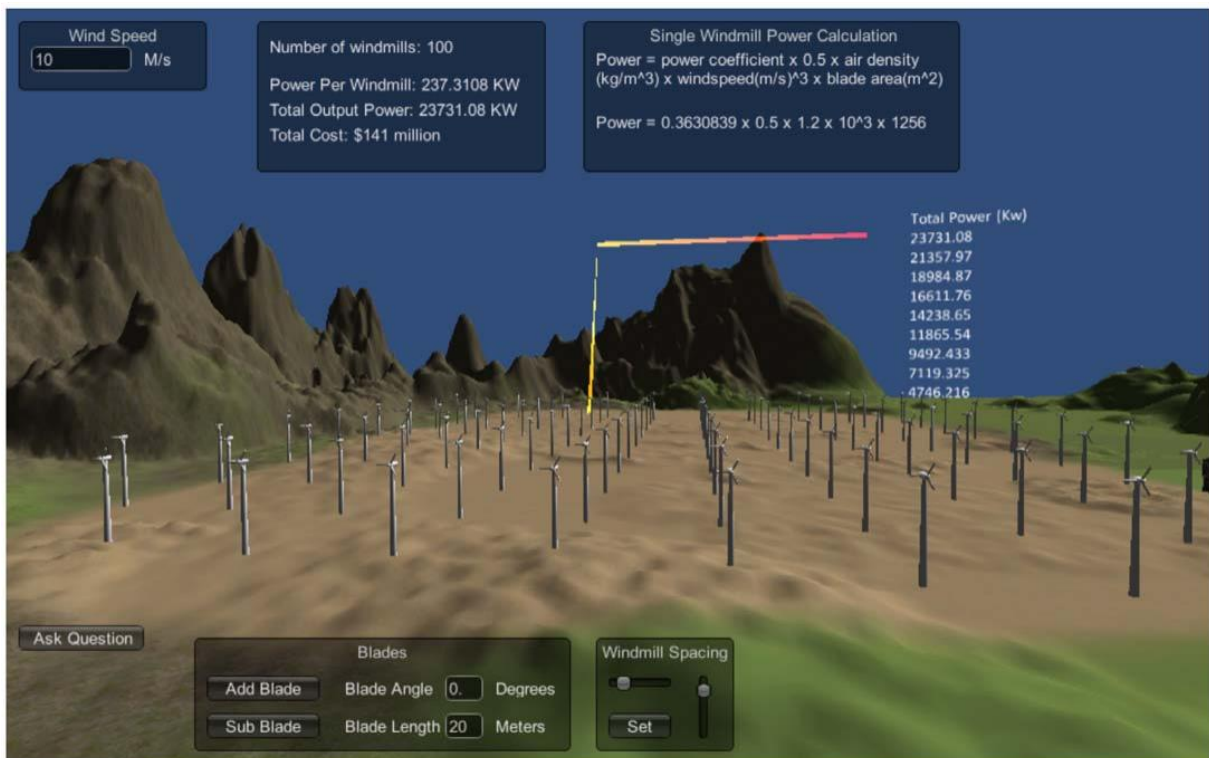 Wind Speed
10 M/s
Number of windmills: 100
Power Per Windmill: 237.3108 KW
Total Output Power: 23731.08 KW
Total Cost: $141 million
Single Windmill Power Calculation
Power = power coefficient x 0.5 x air density
(kg/m^3) x windspeed(m/s)^3 x blade area(m^2)
Power = 0.3630839 x 0.5 x 1.2 x 10^3 x 1256
Total Power (Kw)
23731.08
21357.97
18984.87
16611.76
14238.65
11865.54
9492.433
7119.325
4746.216
Ask Question
Blades
Add Blade Blade Angle 0. Degrees
Sub Blade Blade Length 20 Meters
Windmill Spacing
Set